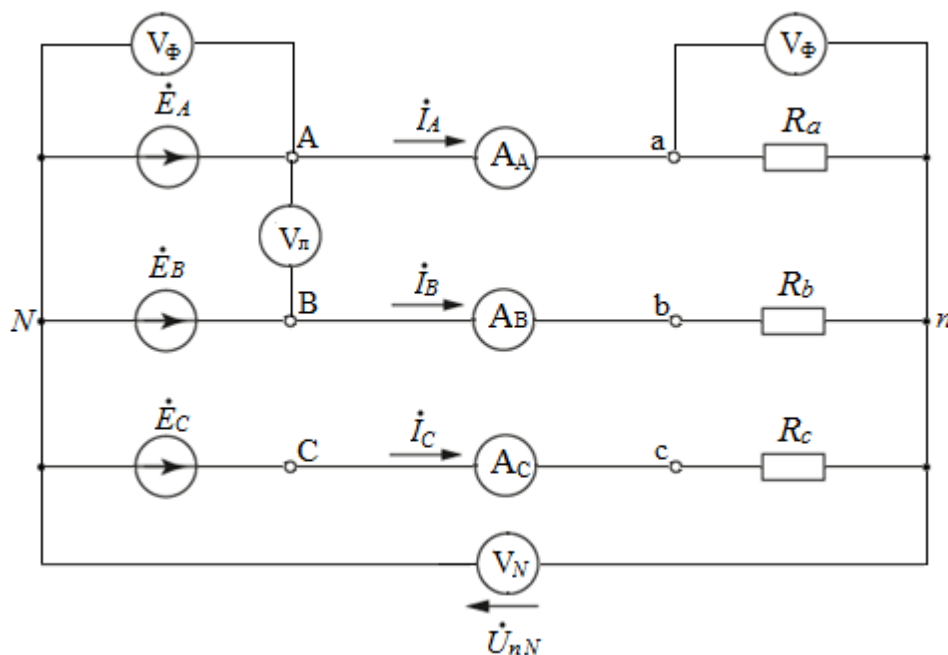 VФ VФ
ĖA A İA AA a Ra
Vл
ĖB B İB AB b Rb
N n
ĖC C İC AC c Rc
VN
U̇nN